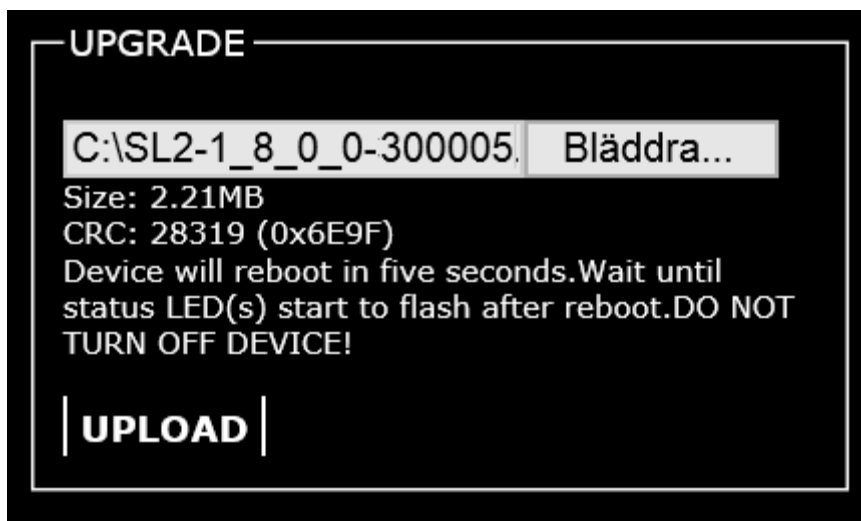 UPGRADE
C:\SL2-1_8_0_0-300005. Bläddra...
Size: 2.21MB
CRC: 28319 (0x6E9F)
Device will reboot in five seconds.Wait until
status LED(s) start to flash after reboot.DO NOT
TURN OFF DEVICE!
UPLOAD